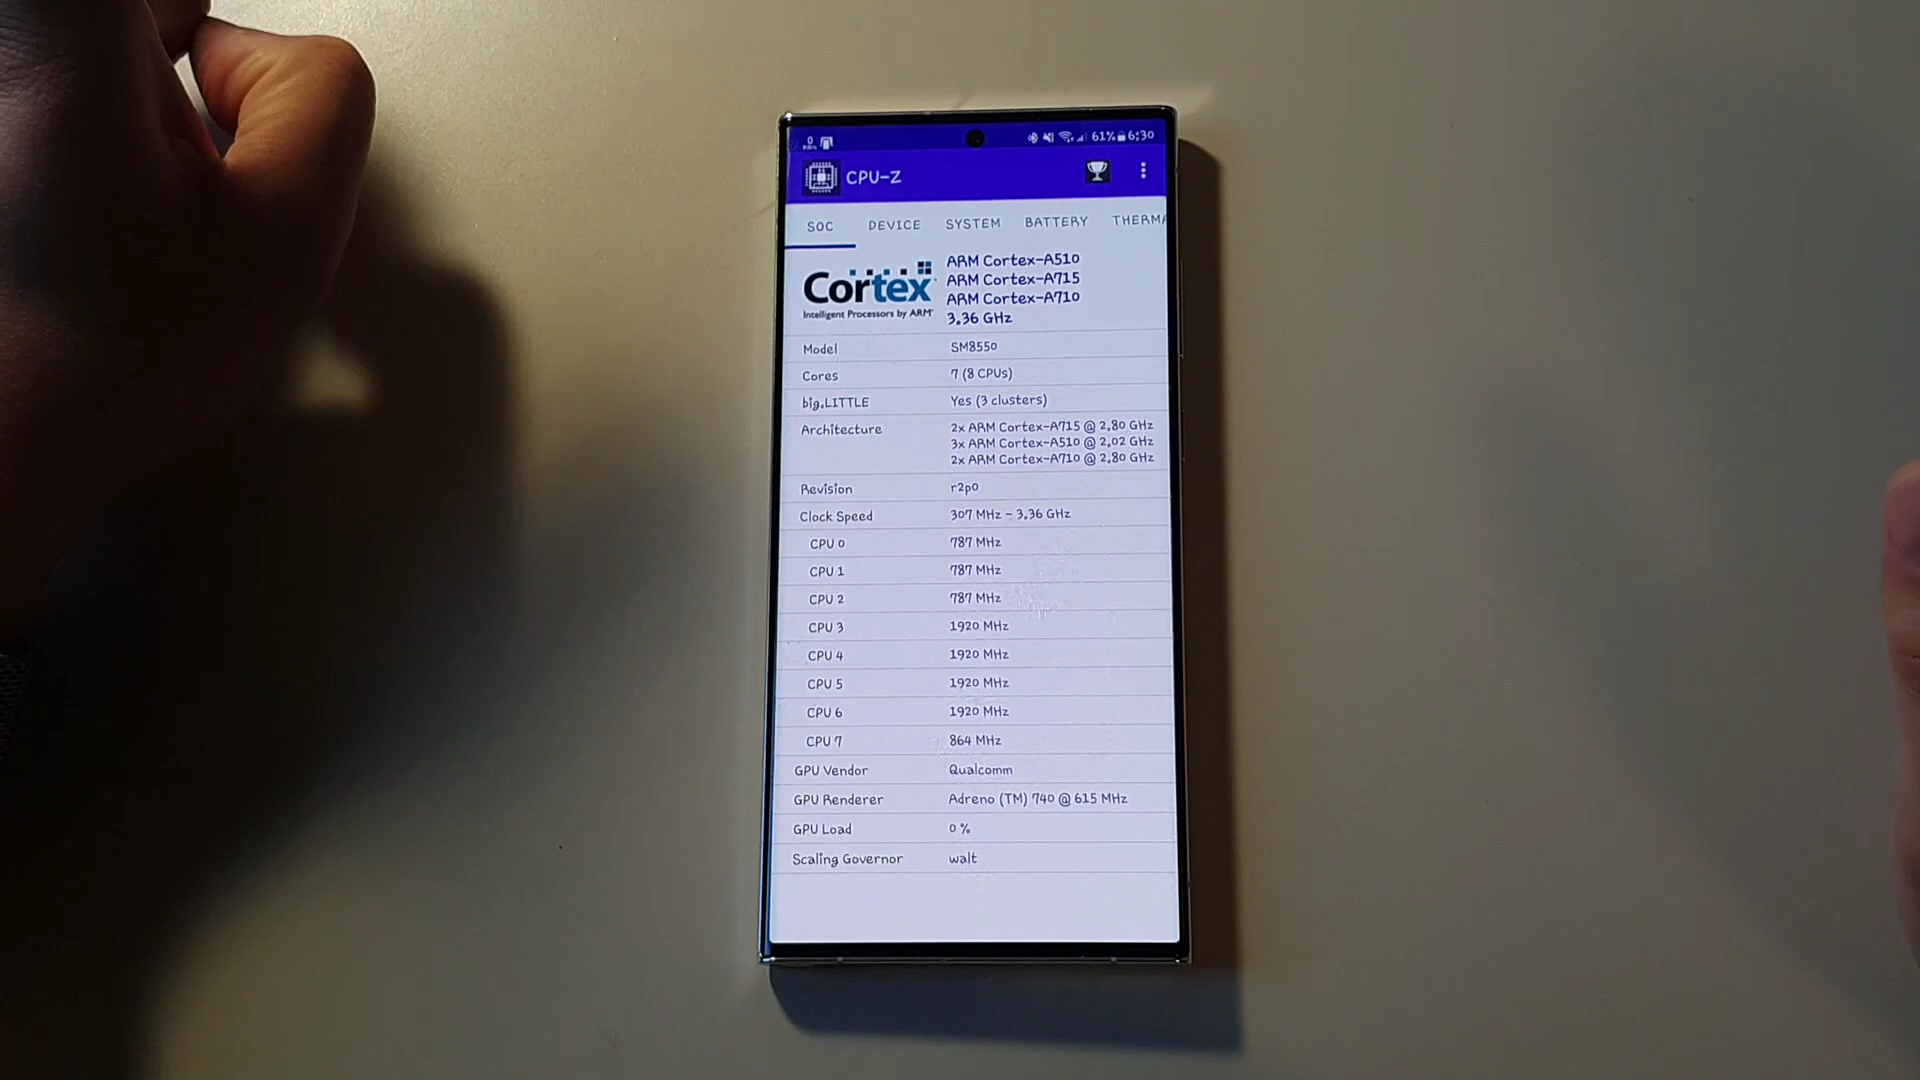 0
61% 6:30
CPU-Z
SOC DEVICE SYSTEM BATTERY THERMA
Cortex
Intelligent Processors by ARM
ARM Cortex-A510
ARM Cortex-A715
ARM Cortex-A710
3.36 GHz
Model SM8550
Cores 7 (8 CPUs)
big.LITTLE Yes (3 clusters)
Architecture 2x ARM Cortex-A715 @ 2.80 GHz
3x ARM Cortex-A510 @ 2.02 GHz
2x ARM Cortex-A710 @ 2.80 GHz
Revision r2p0
Clock Speed 307 MHz - 3.36 GHz
CPU 0 787 MHz
CPU 1 787 MHz
CPU 2 787 MHz
CPU 3 1920 MHz
CPU 4 1920 MHz
CPU 5 1920 MHz
CPU 6 1920 MHz
CPU 7 864 MHz
GPU Vendor Qualcomm
GPU Renderer Adreno (TM) 740 @ 615 MHz
GPU Load 0 %
Scaling Governor walt